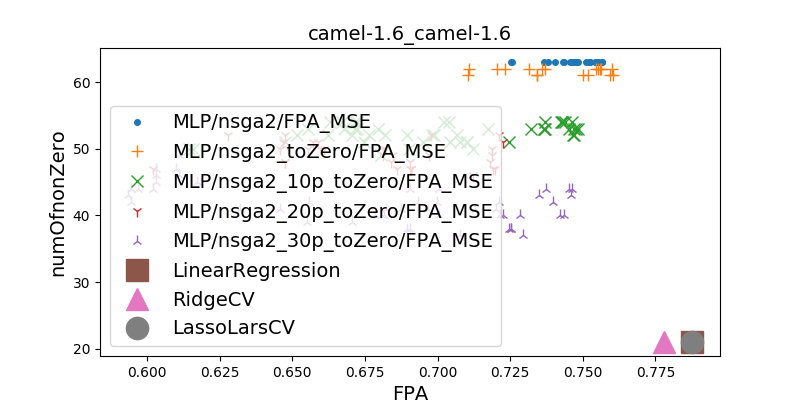 camel-1.6_camel-1.6
numOfnonZero
60
50
40
30
20
MLP/nsga2/FPA_MSE
MLP/nsga2_toZero/FPA_MSE
MLP/nsga2_10p_toZero/FPA_MSE
MLP/nsga2_20p_toZero/FPA_MSE
MLP/nsga2_30p_toZero/FPA_MSE
LinearRegression
RidgeCV
LassoLarsCV
0.600 0.625 0.650 0.675 0.700 0.725 0.750 0.775
FPA